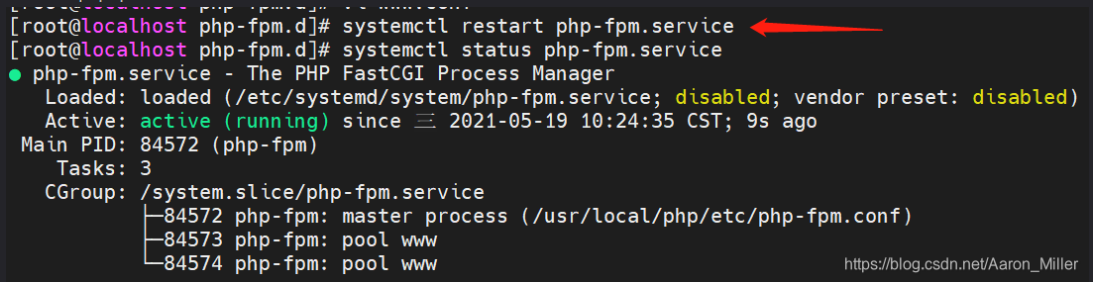 [root@localhost php-fpm.d]# systemctl restart php-fpm.service
[root@localhost php-fpm.d]# systemctl status php-fpm.service
● php-fpm.service - The PHP FastCGI Process Manager
Loaded: loaded (/etc/systemd/system/php-fpm.service; disabled; vendor preset: disabled)
Active: active (running) since 三 2021-05-19 10:24:35 CST; 9s ago
Main PID: 84572 (php-fpm)
Tasks: 3
CGroup: /system.slice/php-fpm.service
├─84572 php-fpm: master process (/usr/local/php/etc/php-fpm.conf)
├─84573 php-fpm: pool www
└─84574 php-fpm: pool www
https://blog.csdn.net/Aaron_Miller